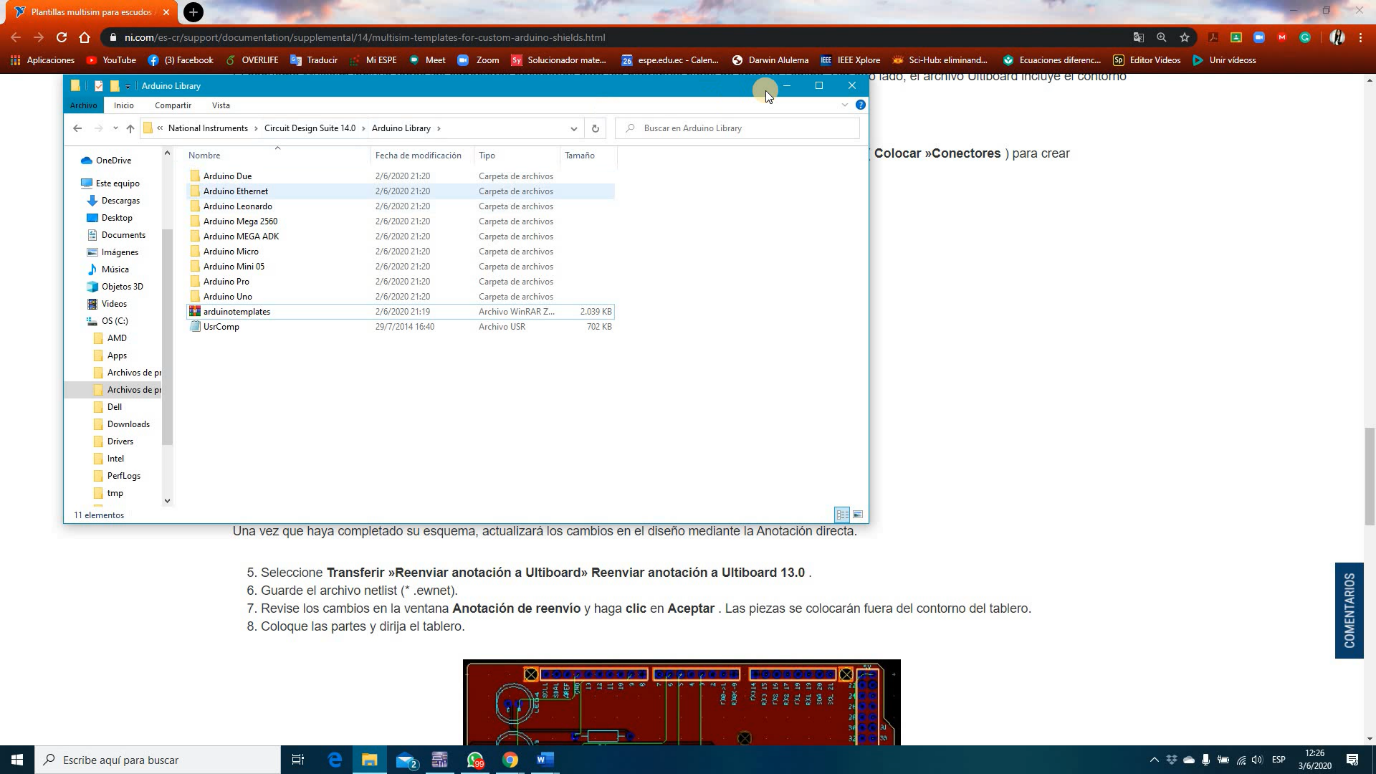 Plantillas multisim para escudos
ni.com/es-cr/support/documentation/supplemental/14/multisim-templates-for-custom-arduino-shields.html
Aplicaciones YouTube (3) Facebook OVERLIFE Traducir Mi ESPE Meet Zoom Solucionador mate... espe.edu.ec - Calen... Darwin Alulema IEEE Xplore Sci-Hub: eliminand... Ecuaciones diferenc... Editor Videos Unir vídeoss
lado, el archivo Ultiboard incluye el contorno
Arduino Library
Archivo Inicio Compartir Vista
« National Instruments > Circuit Design Suite 14.0 > Arduino Library > Buscar en Arduino Library
Colocar »Conectores ) para crear
Nombre Fecha de modificación Tipo Tamaño
OneDrive
Este equipo
Descargas
Desktop
Documents
Imágenes
Música
Objetos 3D
Videos
OS (C:)
AMD
Apps
Archivos de pr
Archivos de pr
Dell
Downloads
Drivers
Intel
PerfLogs
tmp
Arduino Due 2/6/2020 21:20 Carpeta de archivos
Arduino Ethernet 2/6/2020 21:20 Carpeta de archivos
Arduino Leonardo 2/6/2020 21:20 Carpeta de archivos
Arduino Mega 2560 2/6/2020 21:20 Carpeta de archivos
Arduino MEGA ADK 2/6/2020 21:20 Carpeta de archivos
Arduino Micro 2/6/2020 21:20 Carpeta de archivos
Arduino Mini 05 2/6/2020 21:20 Carpeta de archivos
Arduino Pro 2/6/2020 21:20 Carpeta de archivos
Arduino Uno 2/6/2020 21:20 Carpeta de archivos
arduinotemplates 2/6/2020 21:19 Archivo WinRAR Z... 2.039 KB
UsrComp 29/7/2014 16:40 Archivo USR 702 KB
11 elementos
Una vez que haya completado su esquema, actualizará los cambios en el diseño mediante la Anotación directa.
5. Seleccione Transferir »Reenviar anotación a Ultiboard» Reenviar anotación a Ultiboard 13.0 .
6. Guarde el archivo netlist (* .ewnet).
7. Revise los cambios en la ventana Anotación de reenvío y haga clic en Aceptar . Las piezas se colocarán fuera del contorno del tablero.
8. Coloque las partes y dirija el tablero.
COMENTARIOS
Escribe aquí para buscar
ESP
12:26
3/6/2020